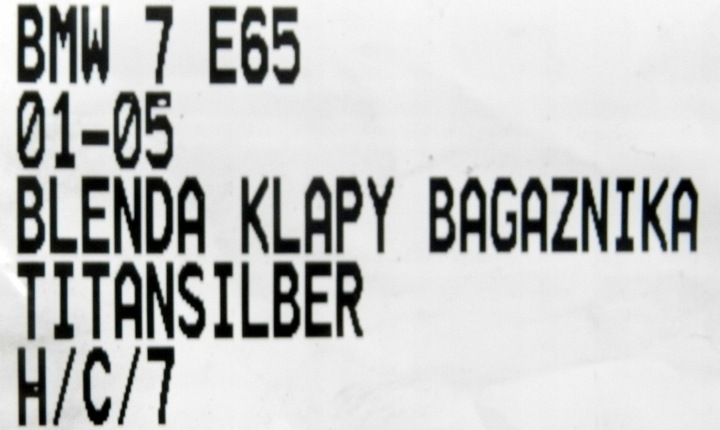 BMW 7 E65
01-05
BLENDA KLAPY BAGAZNIKA
TITANSILBER
H/C/7